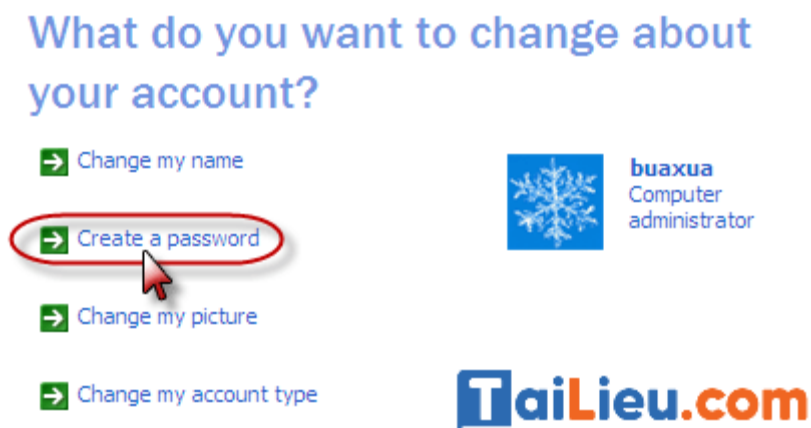 What do you want to change about
your account?
Change my name
Create a password
Change my picture
Change my account type
buaxua
Computer
administrator
TaiLieu.com